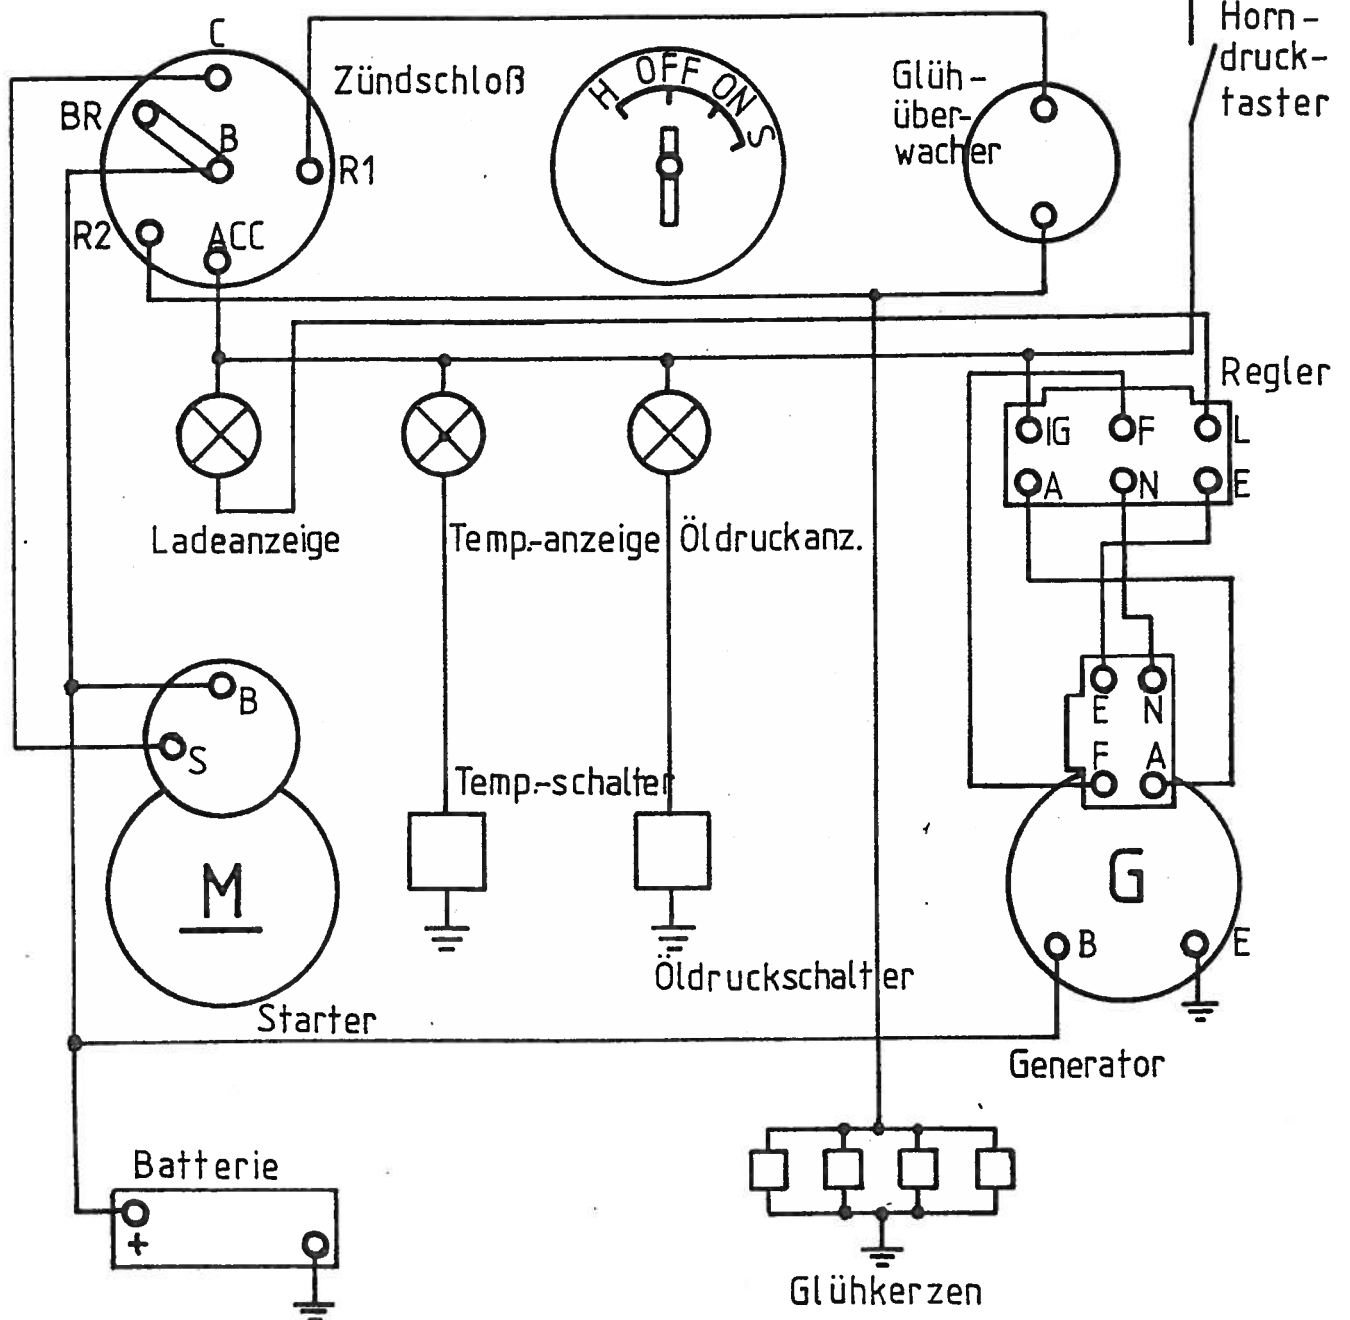 C
Zündschloß
H OFF ON S
Glüh-
über-
wacher
Horn-
druck-
taster
BR
B
R1
R2
ACC
Regler
IG
F
L
A
N
E
Ladeanzeige
Temp.-anzeige
Öldruckanz.
B
S
E
N
F
A
Temp.-schalter
M
G
B
E
Öldruckschalter
Starter
Generator
Batterie
+
Glühkerzen